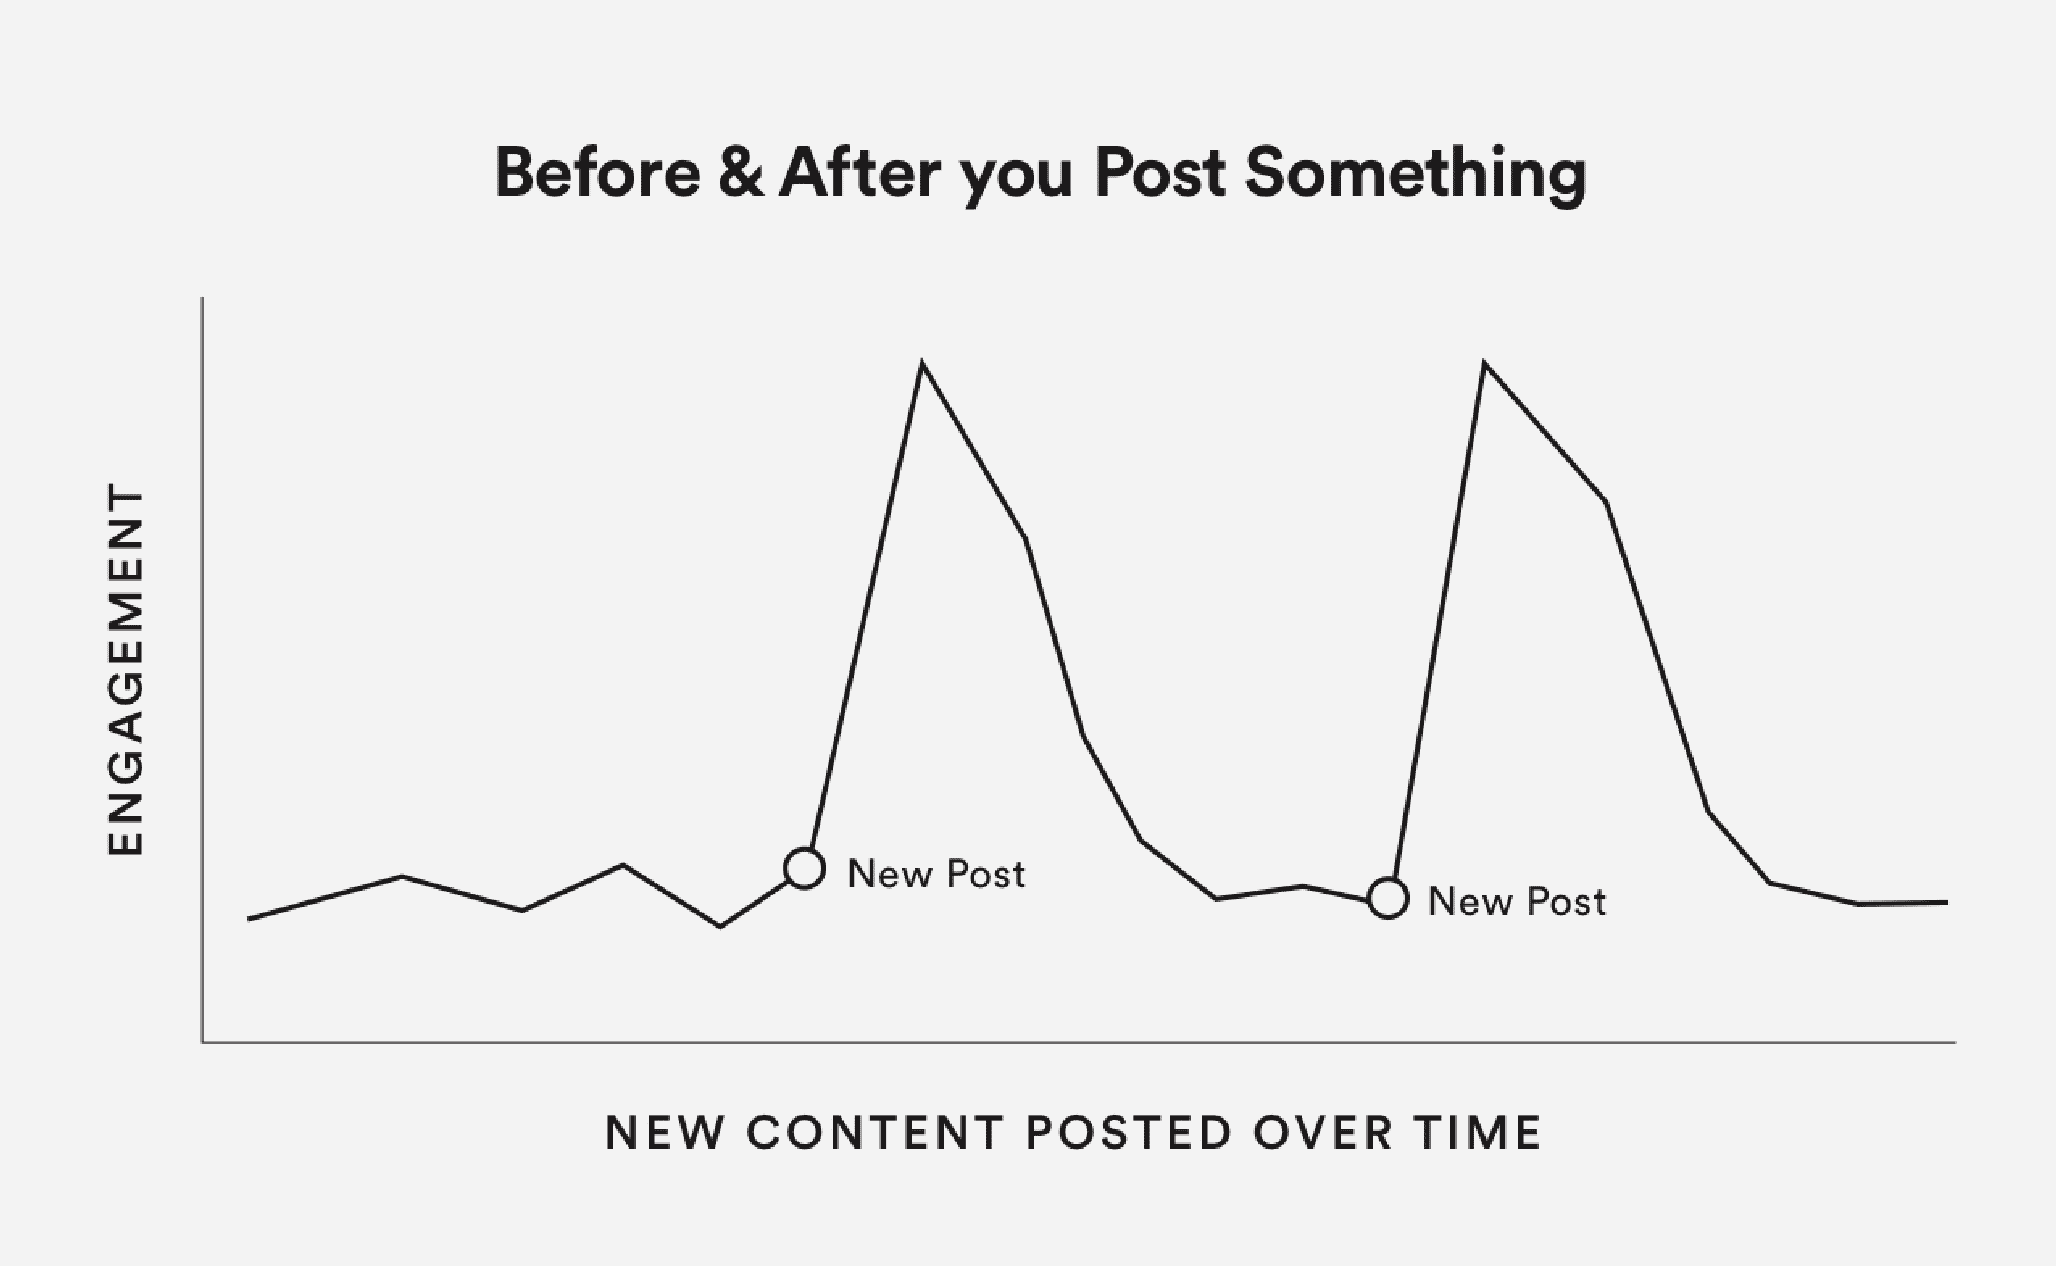 Before & After you Post Something
ENGAGEMENT
New Post
New Post
NEW CONTENT POSTED OVER TIME